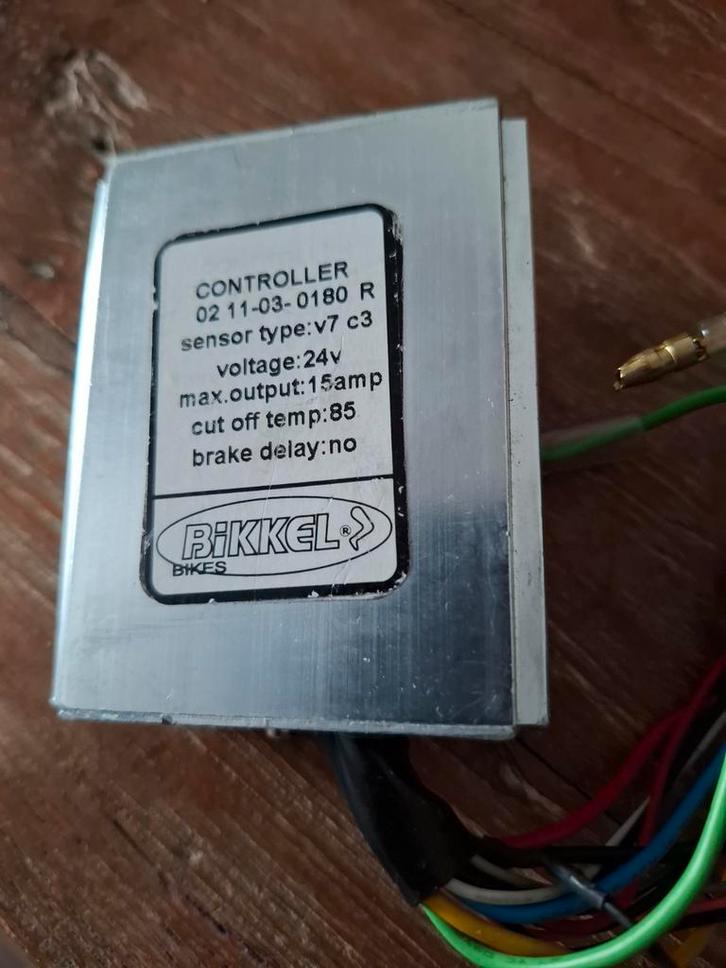 CONTROLLER
02 11-03-0180 R
sensor type:v7 c3
voltage:24v
max.output:15amp
cut off temp:85
brake delay:no
BiKKEL®
BIKES